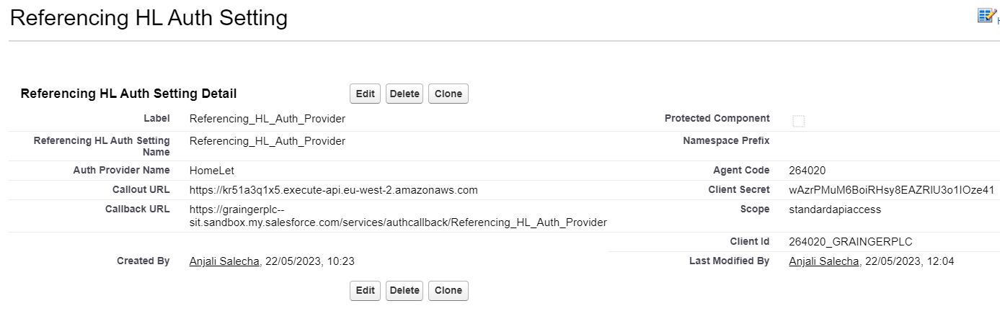 Referencing HL Auth Setting
Referencing HL Auth Setting Detail Edit Delete Clone
Label Referencing_HL_Auth_Provider Protected Component
Referencing HL Auth Setting Name Referencing_HL_Auth_Provider Namespace Prefix
Auth Provider Name HomeLet Agent Code 264020
Callout URL https://kr51a3q1x5.execute-api.eu-west-2.amazonaws.com Client Secret wAzrPMuM6BoiRHsy8EAZRlU3o1IOze41
Callback URL https://graingerplc-- Scope standardapiaccess
sit.sandbox.my.salesforce.com/services/authcallback/Referencing_HL_Auth_Provider
Client Id 264020_GRAINGERPLC
Created By Anjali Salecha, 22/05/2023, 10:23 Last Modified By Anjali Salecha, 22/05/2023, 12:04
Edit Delete Clone